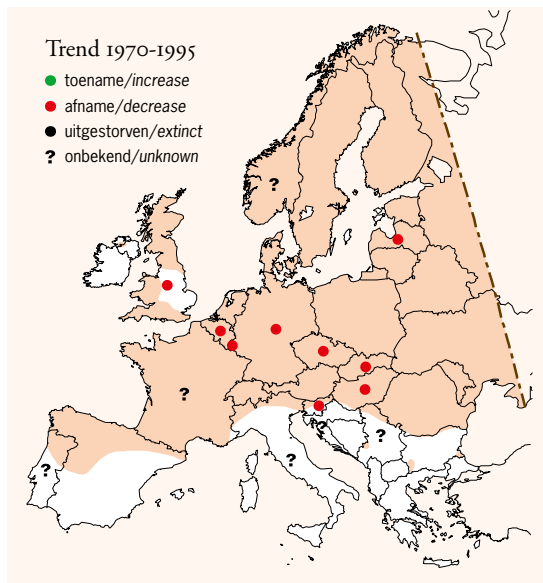 Trend 1970-1995
toename/increase
afname/decrease
uitgestorven/extinct
? onbekend/unknown
?
?
?
?
?
?